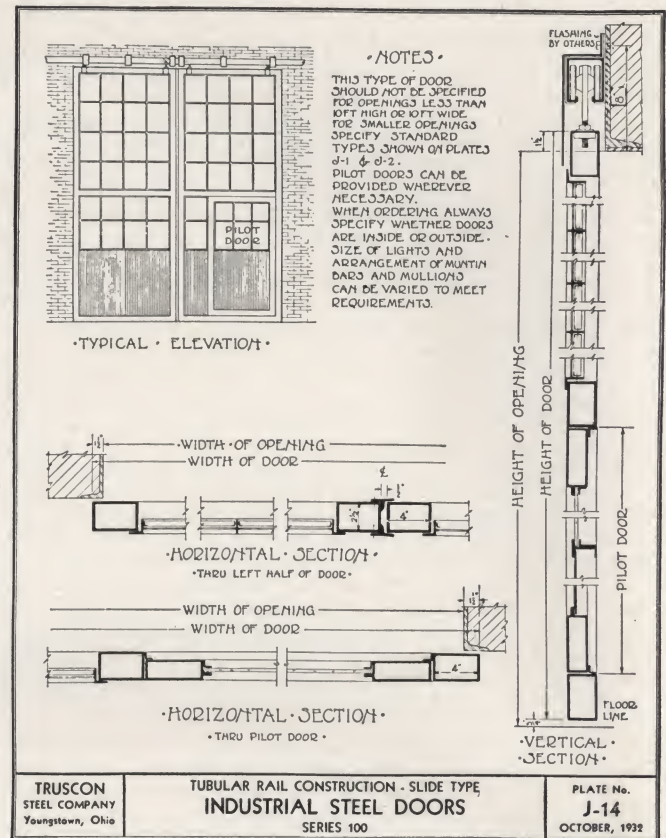 ·NOTES·
THIS TYPE OF DOOR
SHOULD NOT BE SPECIFIED
FOR OPENINGS LESS THAN
10FT HIGH OR 10FT WIDE
FOR SMALLER OPENINGS
SPECIFY STANDARD
TYPES SHOWN ON PLATES
J-1 & J-2.
PILOT DOORS CAN BE
PROVIDED WHEREVER
NECESSARY.
WHEN ORDERING ALWAYS
SPECIFY WHETHER DOORS
ARE INSIDE OR OUTSIDE.
SIZE OF LIGHTS AND
ARRANGEMENT OF MUNTIN
BARS AND MULLIONS
CAN BE VARIED TO MEET
REQUIREMENTS.
PILOT
DOOR
·TYPICAL · ELEVATION·
FLASHING
BY OTHERS
HEIGHT OF OPENING
HEIGHT OF DOOR
PILOT DOOR
FLOOR
LINE
·VERTICAL·
·SECTION·
·WIDTH·OF OPENING
WIDTH OF DOOR
℄
2½"
4"
·HORIZONTAL·SECTION·
·THRU LEFT HALF OF DOOR·
WIDTH OF OPENING
WIDTH OF DOOR
4"
·HORIZONTAL·SECTION·
·THRU PILOT DOOR·
TRUSCON
STEEL COMPANY
Youngstown, Ohio
TUBULAR RAIL CONSTRUCTION - SLIDE TYPE
INDUSTRIAL STEEL DOORS
SERIES 100
PLATE No.
J-14
OCTOBER, 1932